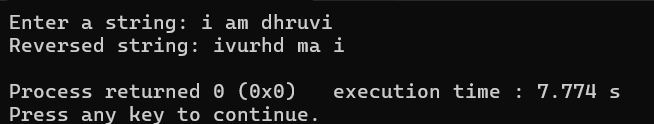 Enter a string: i am dhruvi
Reversed string: ivurhd ma i
Process returned 0 (0x0)   execution time : 7.774 s
Press any key to continue.